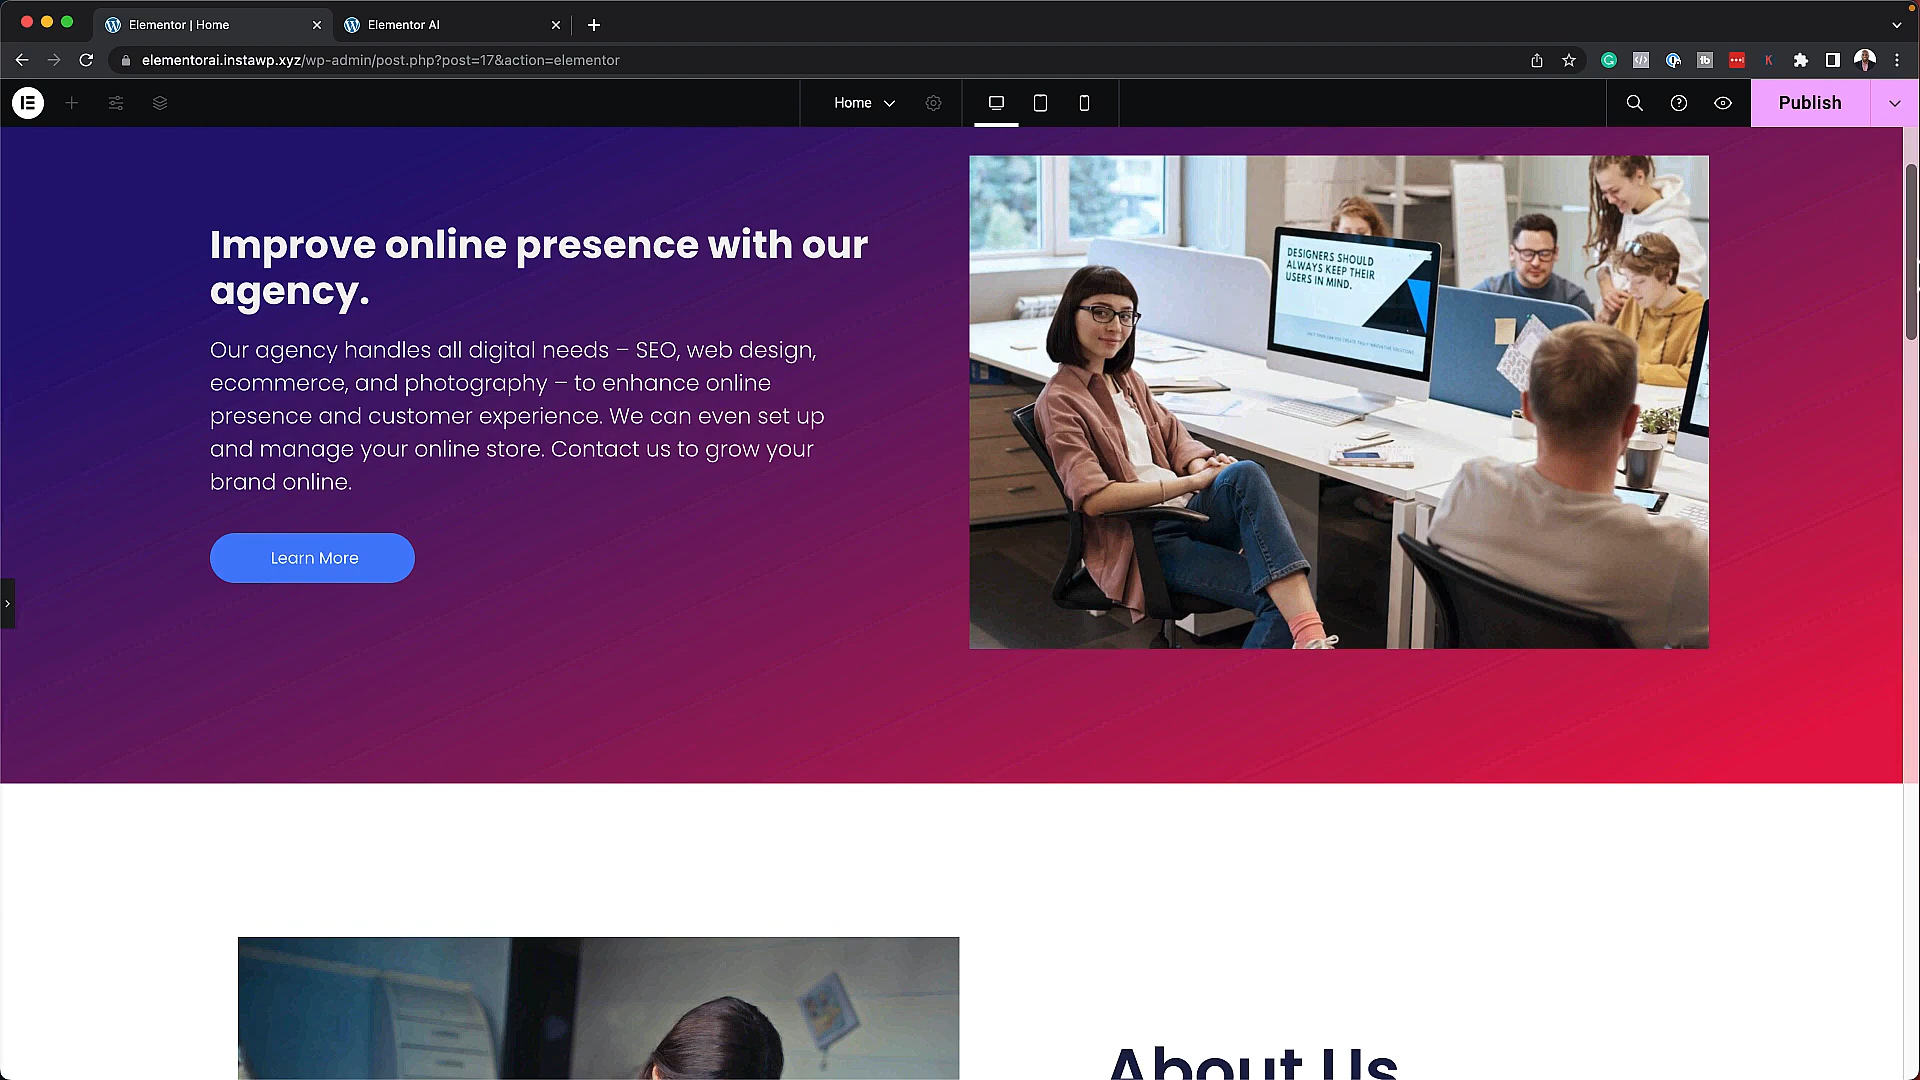 Elementor | Home
Elementor AI
elementorai.instawp.xyz/wp-admin/post.php?post=17&action=elementor
Home
Publish
Improve online presence with our
agency.
Our agency handles all digital needs – SEO, web design,
ecommerce, and photography – to enhance online
presence and customer experience. We can even set up
and manage your online store. Contact us to grow your
brand online.
Learn More
DESIGNERS SHOULD
ALWAYS KEEP THEIR
USERS IN MIND.
About Us